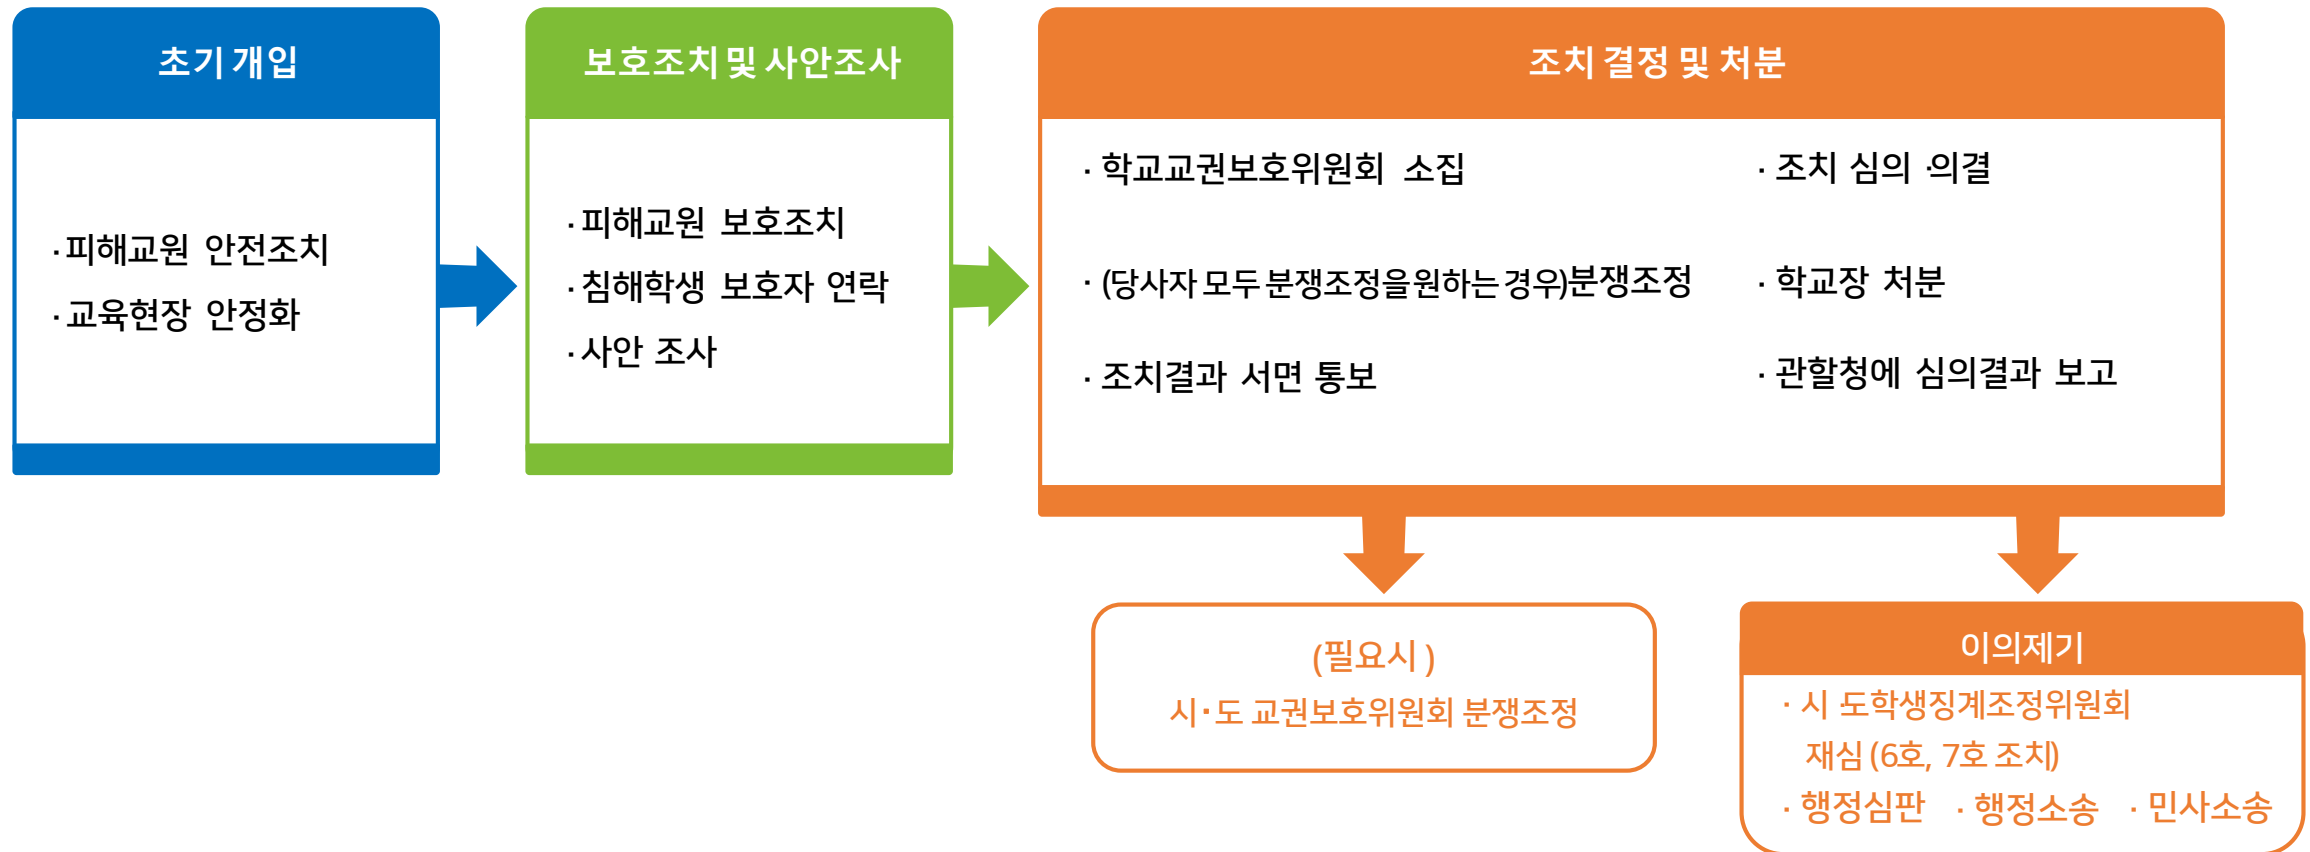 초기 개입
· 피해교원 안전조치
· 교육현장 안정화
보호조치 및 사안조사
· 피해교원 보호조치
· 침해학생 보호자 연락
· 사안 조사
조치 결정 및 처분
· 학교교권보호위원회 소집
· 조치 심의 ·의결
· (당사자 모두 분쟁조정을 원하는 경우)분쟁조정
· 학교장 처분
· 조치결과 서면 통보
· 관할청에 심의결과 보고
(필요시 )
시·도 교권보호위원회 분쟁조정
이의제기
· 시 도학생징계조정위원회
재심 (6호, 7호 조치)
· 행정심판 · 행정소송 · 민사소송